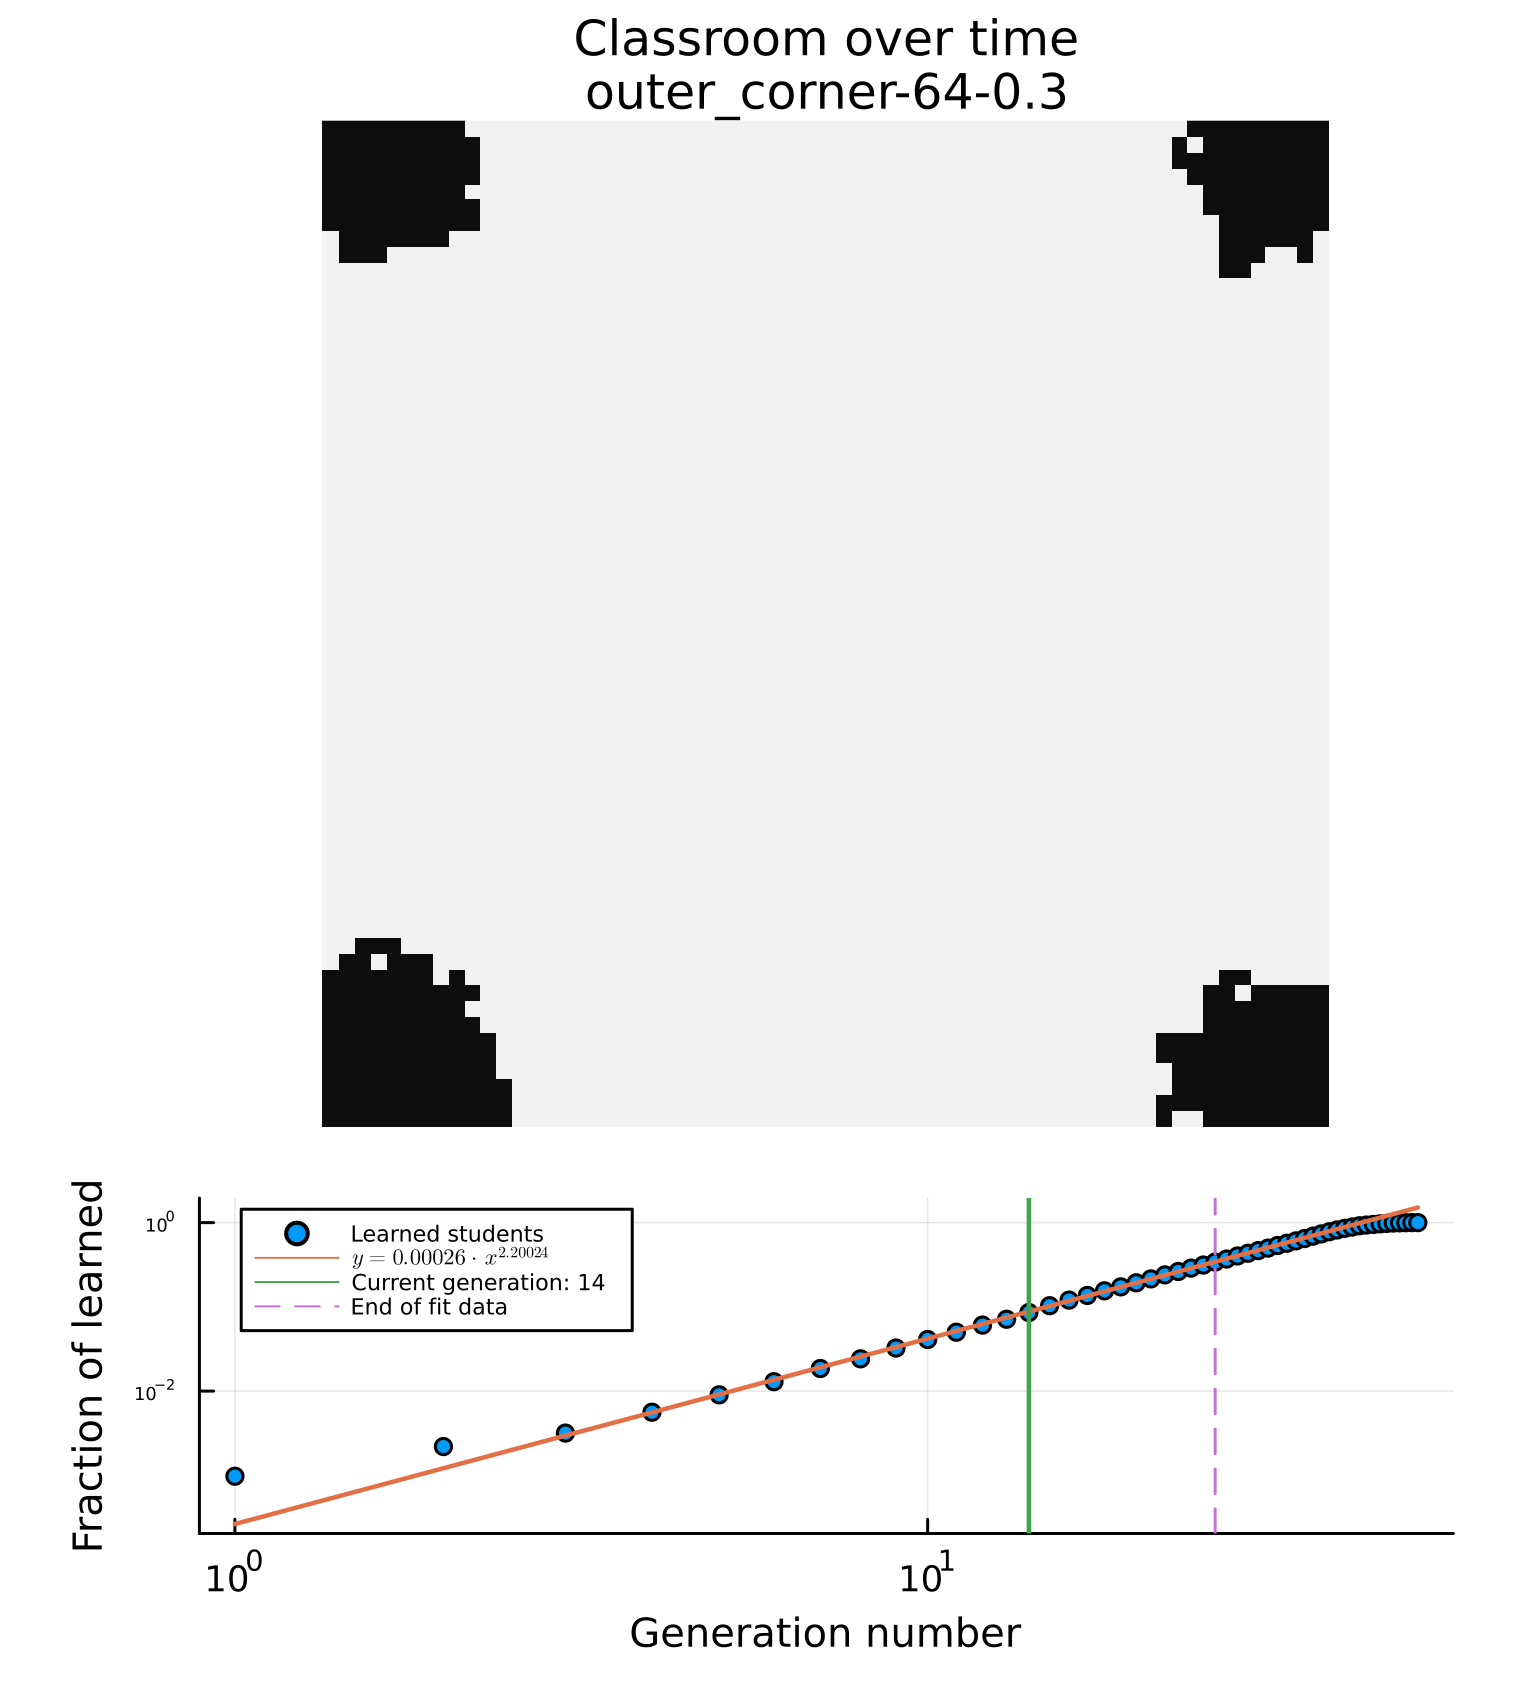 Classroom over time
outer_corner-64-0.3
Fraction of learned
10^0
10^−2
Learned students
y = 0.00026 · x^2.20024
Current generation: 14
End of fit data
10^0
10^1
Generation number